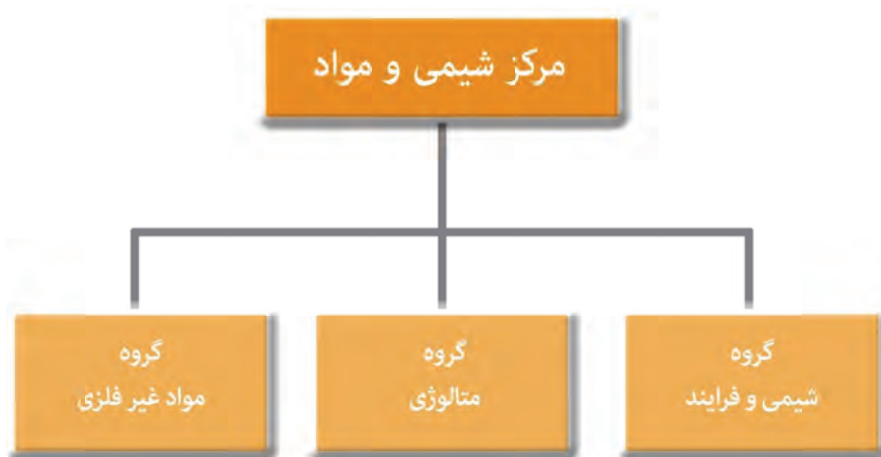 مرکز شیمی و مواد
گروه
شیمی و فرایند
گروه
متالوژی
گروه
مواد غیر فلزی